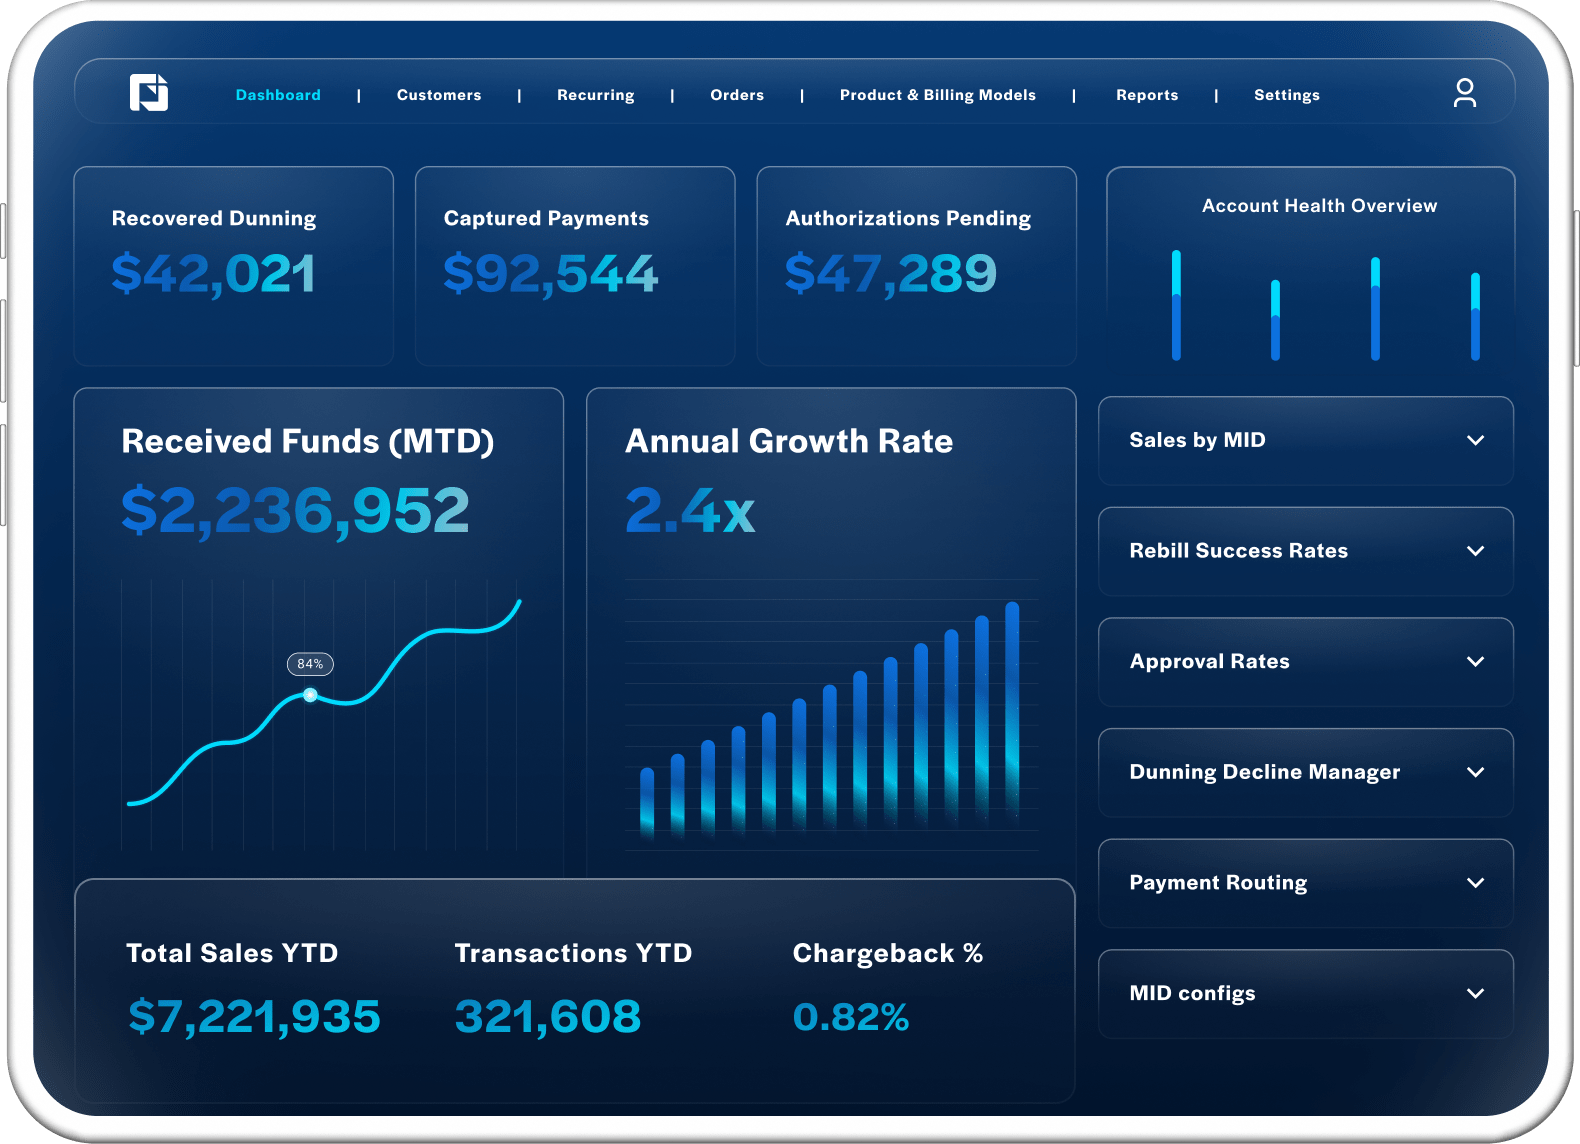 Dashboard | Customers | Recurring | Orders | Product & Billing Models | Reports | Settings
Recovered Dunning
$42,021
Captured Payments
$92,544
Authorizations Pending
$47,289
Account Health Overview
Received Funds (MTD)
$2,236,952
84%
Annual Growth Rate
2.4x
Sales by MID
Rebill Success Rates
Approval Rates
Dunning Decline Manager
Payment Routing
MID configs
Total Sales YTD
$7,221,935
Transactions YTD
321,608
Chargeback %
0.82%